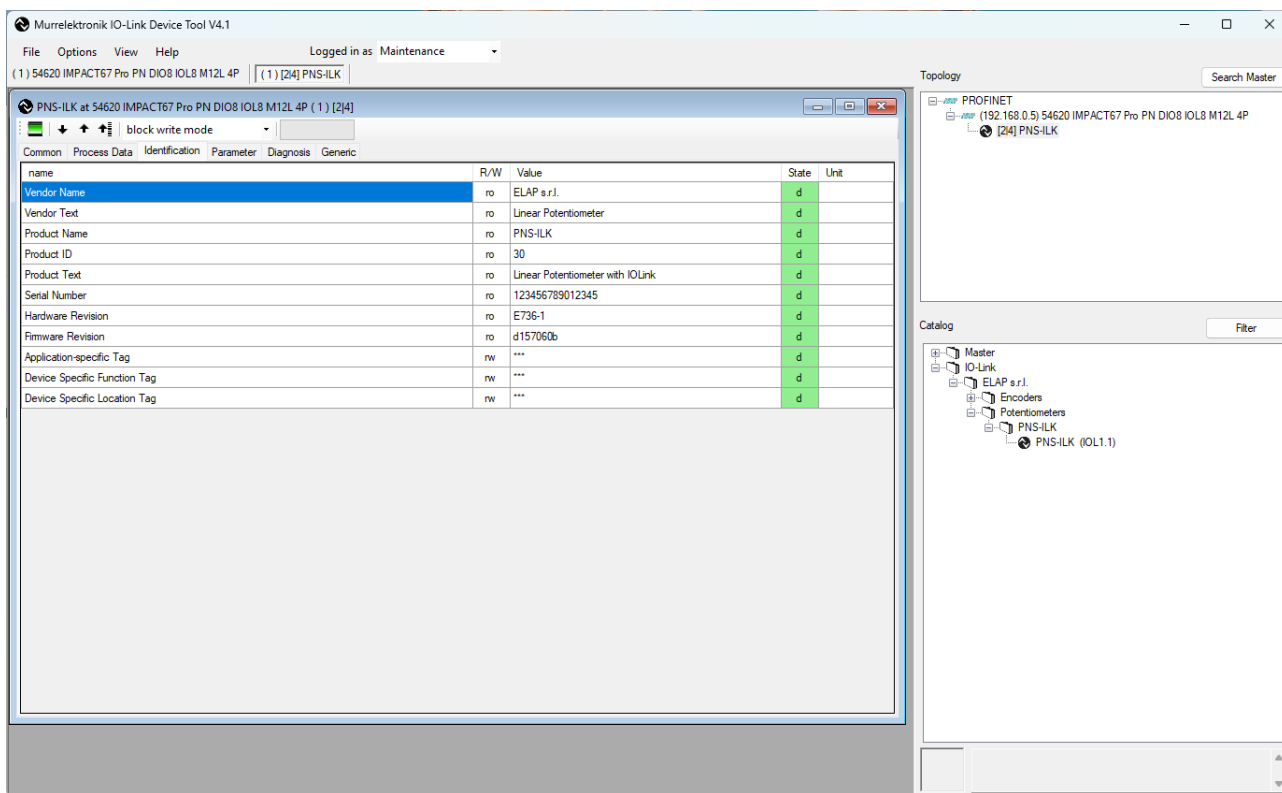 Murrelektronik IO-Link Device Tool V4.1
File Options View Help Logged in as Maintenance
(1) 54620 IMPACT67 Pro PN DIO8 IOL8 M12L 4P (1) [2|4] PNS-ILK
PNS-ILK at 54620 IMPACT67 Pro PN DIO8 IOL8 M12L 4P (1) [2|4]
block write mode
Common Process Data Identification Parameter Diagnosis Generic
name R/W Value State Unit
Vendor Name ro ELAP s.r.l. d
Vendor Text ro Linear Potentiometer d
Product Name ro PNS-ILK d
Product ID ro 30 d
Product Text ro Linear Potentiometer with IOLink d
Serial Number ro 123456789012345 d
Hardware Revision ro E736-1 d
Firmware Revision ro d157060b d
Application-specific Tag rw *** d
Device Specific Function Tag rw *** d
Device Specific Location Tag rw *** d
Topology Search Master
PROFINET
(192.168.0.5) 54620 IMPACT67 Pro PN DIO8 IOL8 M12L 4P
[2|4] PNS-ILK
Catalog Filter
Master
IO-Link
ELAP s.r.l.
Encoders
Potentiometers
PNS-ILK
PNS-ILK (IOL1.1)